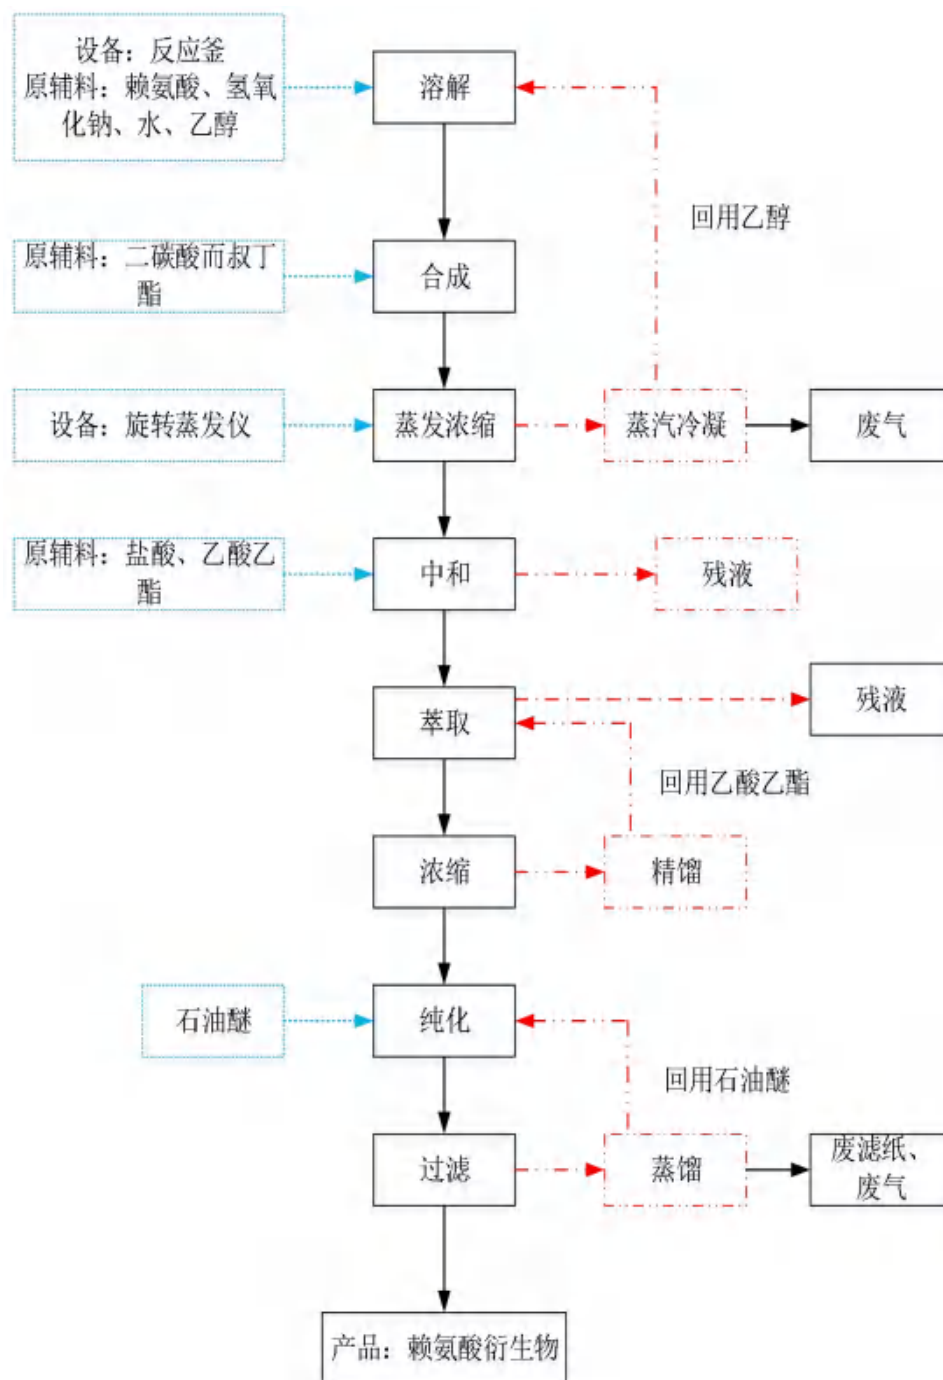 设备：反应釜
原辅料：赖氨酸、氢氧
化钠、水、乙醇
溶解
回用乙醇
原辅料：二碳酸而叔丁
酯
合成
设备：旋转蒸发仪
蒸发浓缩
蒸汽冷凝
废气
原辅料：盐酸、乙酸乙
酯
中和
残液
萃取
残液
回用乙酸乙酯
浓缩
精馏
石油醚
纯化
回用石油醚
过滤
蒸馏
废滤纸、
废气
产品：赖氨酸衍生物